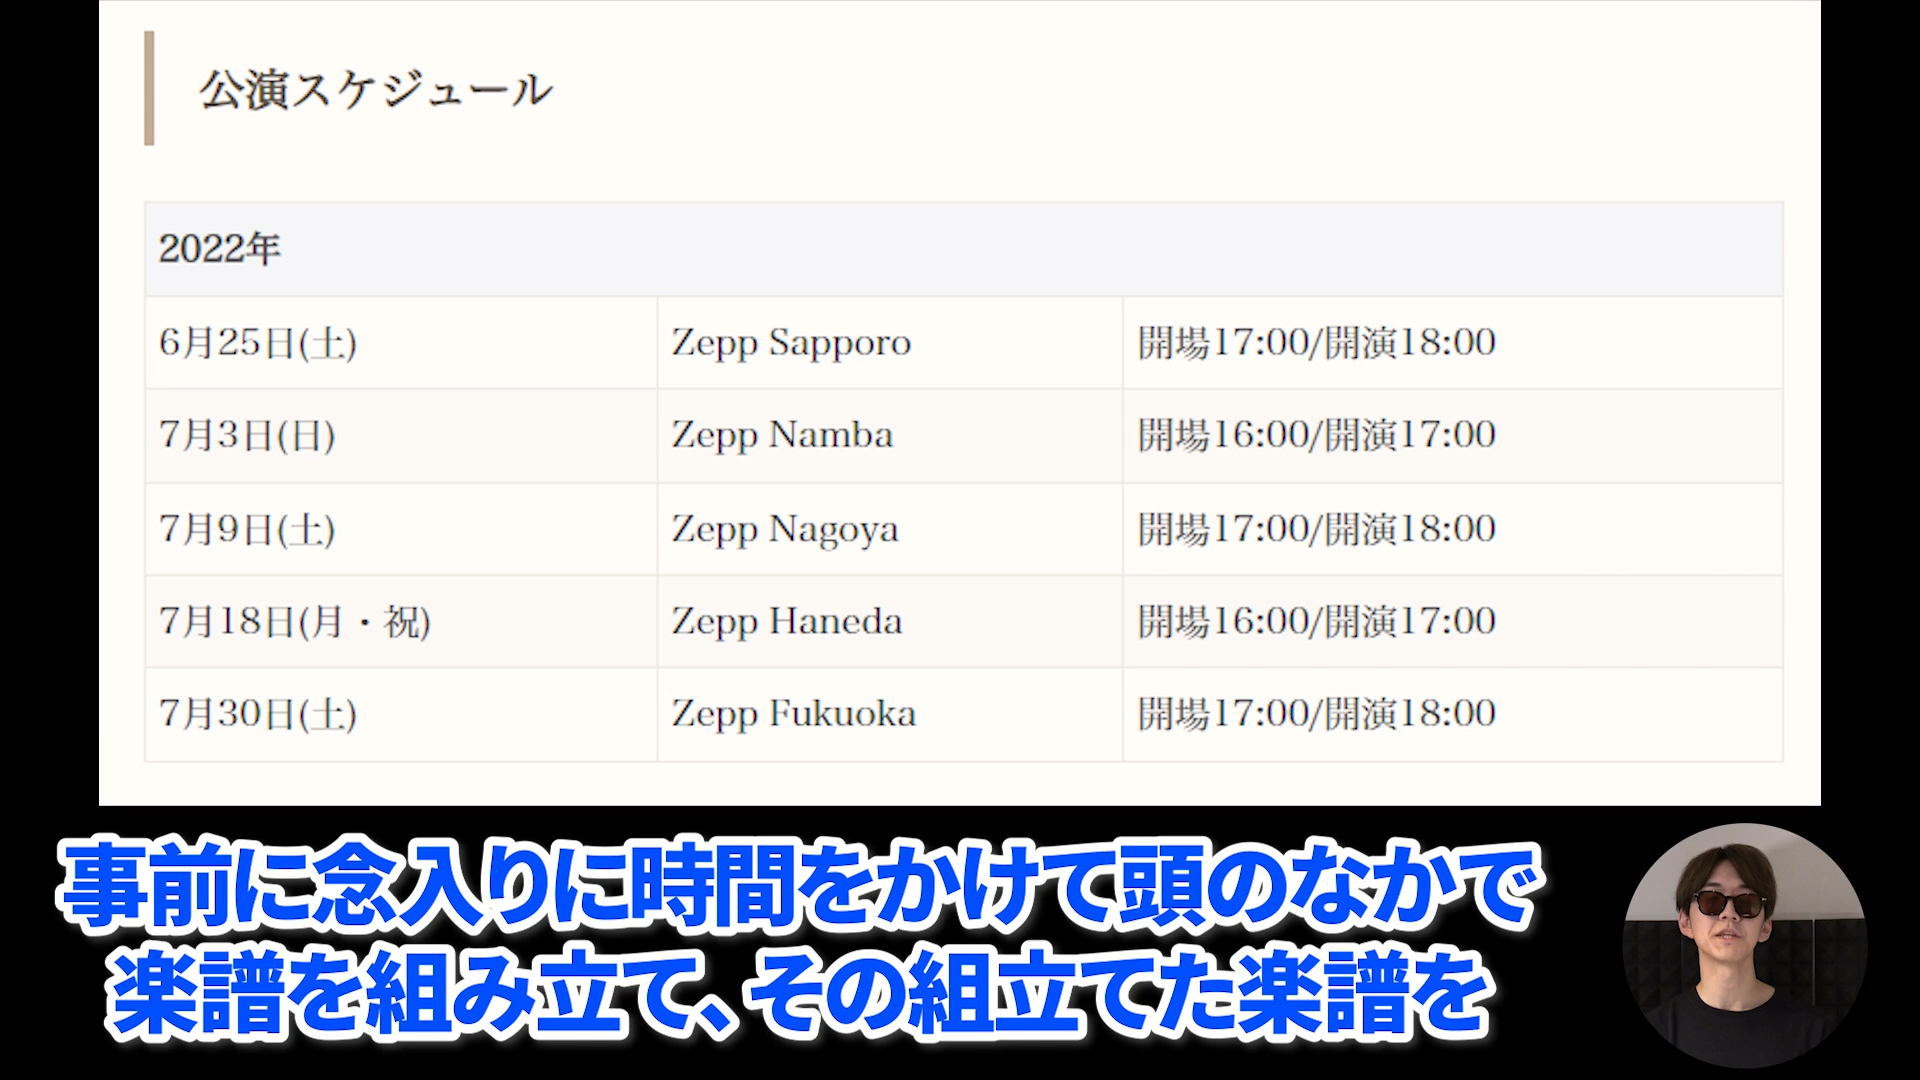 公演スケジュール
2022年
6月25日(土) Zepp Sapporo 開場17:00/開演18:00
7月3日(日) Zepp Namba 開場16:00/開演17:00
7月9日(土) Zepp Nagoya 開場17:00/開演18:00
7月18日(月・祝) Zepp Haneda 開場16:00/開演17:00
7月30日(土) Zepp Fukuoka 開場17:00/開演18:00
事前に念入りに時間をかけて頭のなかで
楽譜を組み立て、その組立てた楽譜を